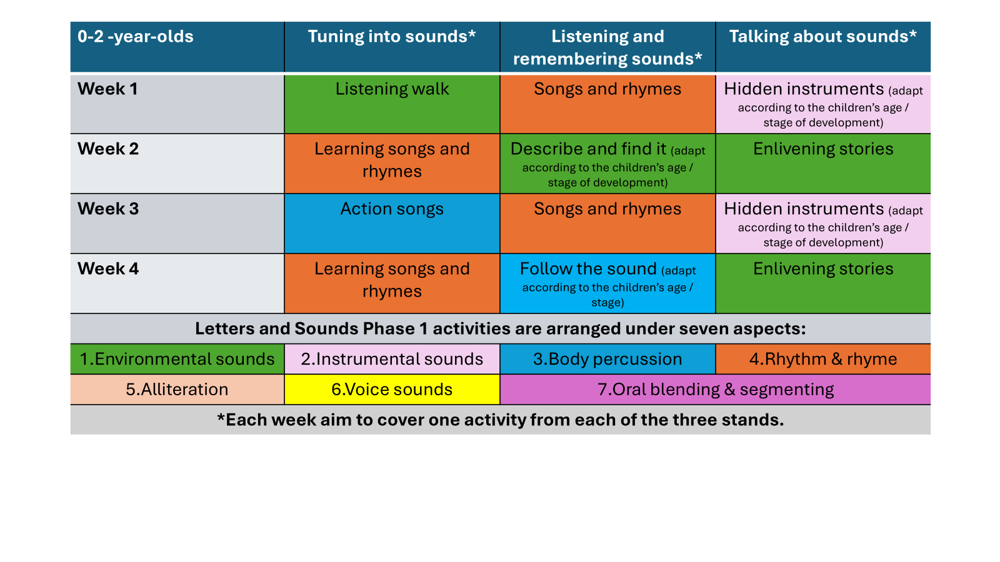 0-2 -year-olds
Tuning into sounds*
Listening and
remembering sounds*
Talking about sounds*
Week 1
Listening walk
Songs and rhymes
Hidden instruments (adapt
according to the children’s age /
stage of development)
Week 2
Learning songs and
rhymes
Describe and find it (adapt
according to the children’s age /
stage of development)
Enlivening stories
Week 3
Action songs
Songs and rhymes
Hidden instruments (adapt
according to the children’s age /
stage of development)
Week 4
Learning songs and
rhymes
Follow the sound (adapt
according to the children’s age /
stage)
Enlivening stories
Letters and Sounds Phase 1 activities are arranged under seven aspects:
1.Environmental sounds
2.Instrumental sounds
3.Body percussion
4.Rhythm & rhyme
5.Alliteration
6.Voice sounds
7.Oral blending & segmenting
*Each week aim to cover one activity from each of the three stands.